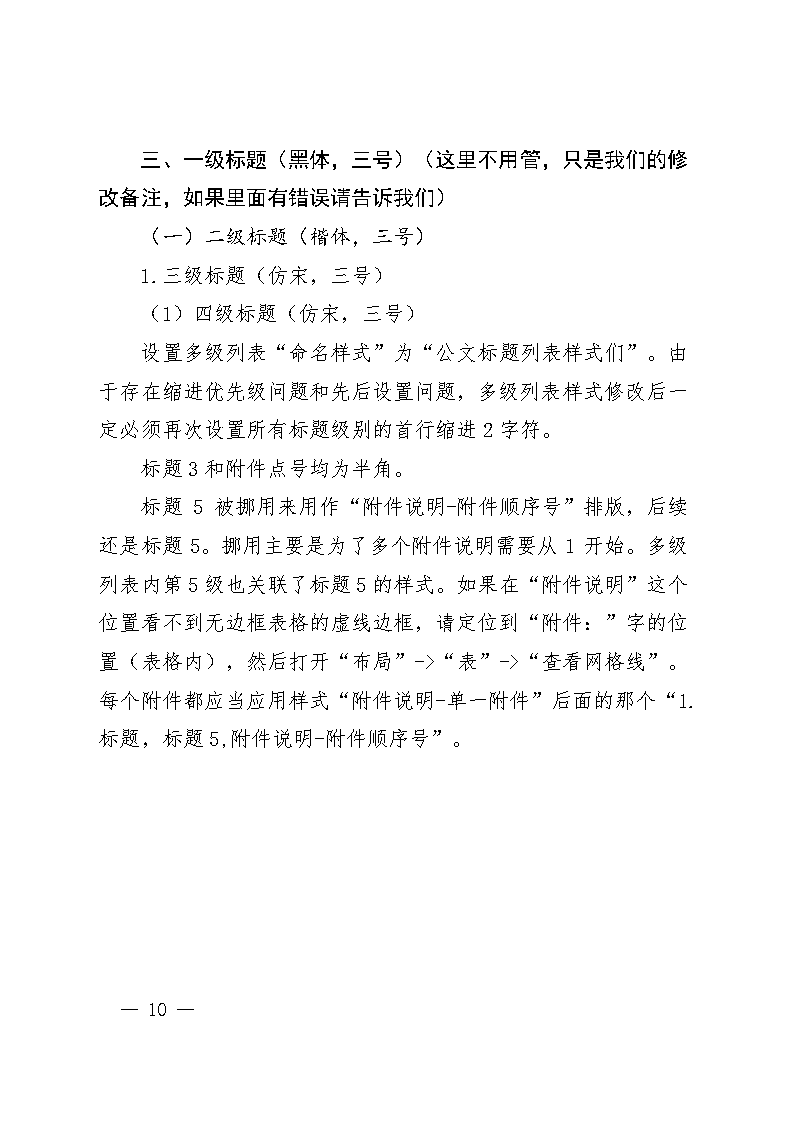 三、一级标题（黑体，三号）（这里不用管，只是我们的修
改备注，如果里面有错误请告诉我们）
（一）二级标题（楷体，三号）
1.三级标题（仿宋，三号）
（1）四级标题（仿宋，三号）
设置多级列表“命名样式”为“公文标题列表样式们”。由
于存在缩进优先级问题和先后设置问题，多级列表样式修改后一
定必须再次设置所有标题级别的首行缩进 2 字符。
标题 3 和附件点号均为半角。
标题 5 被挪用来用作“附件说明-附件顺序号”排版，后续
还是标题 5。挪用主要是为了多个附件说明需要从 1 开始。多级
列表内第 5 级也关联了标题 5 的样式。如果在“附件说明”这个
位置看不到无边框表格的虚线边框，请定位到“附件：”字的位
置（表格内），然后打开“布局”->“表”->“查看网格线”。
每个附件都应当应用样式“附件说明-单一附件”后面的那个“1.
标题，标题 5,附件说明-附件顺序号”。
— 10 —